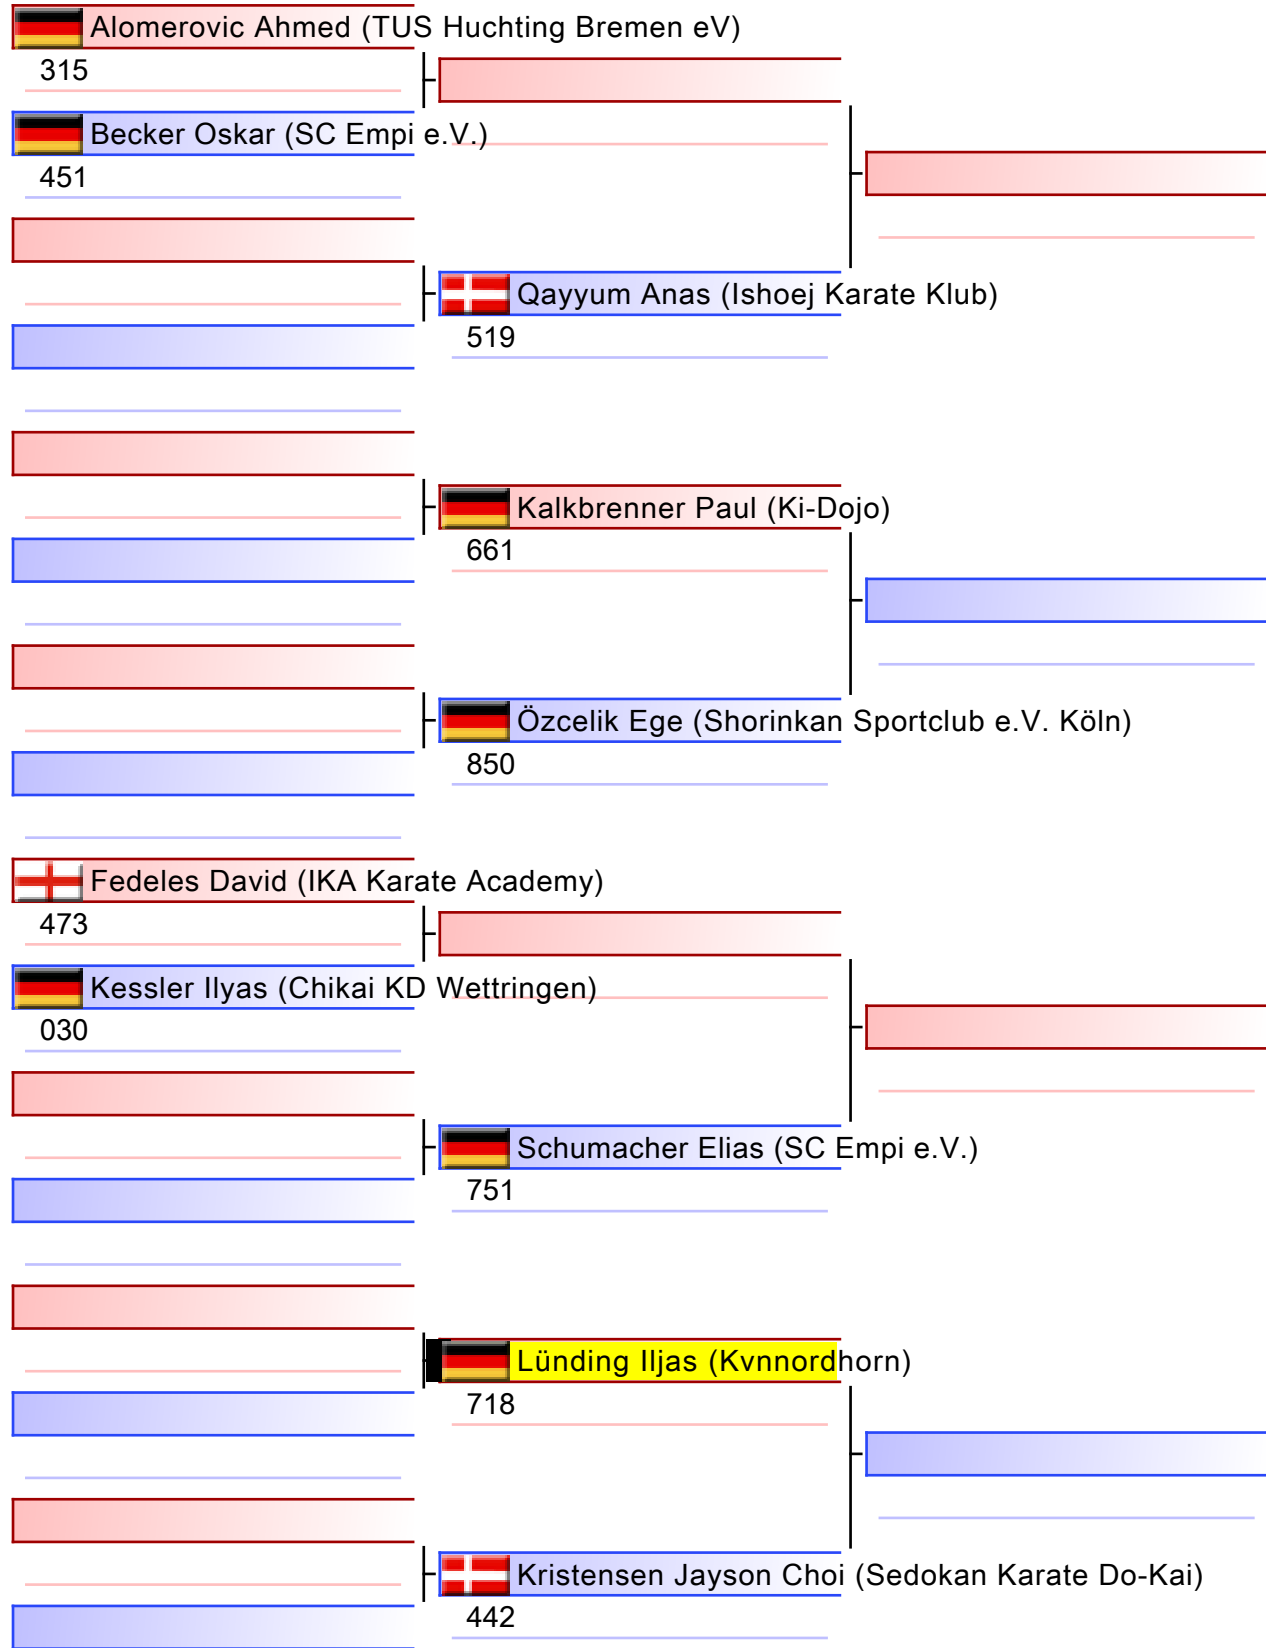 Alomerovic Ahmed (TUS Huchting Bremen eV)
315
Becker Oskar (SC Empi e.V.)
451
Qayyum Anas (Ishoej Karate Klub)
519
Kalkbrenner Paul (Ki-Dojo)
661
Özcelik Ege (Shorinkan Sportclub e.V. Köln)
850
Fedeles David (IKA Karate Academy)
473
Kessler Ilyas (Chikai KD Wettringen)
030
Schumacher Elias (SC Empi e.V.)
751
Lünding Iljas (Kvnnordhorn)
718
Kristensen Jayson Choi (Sedokan Karate Do-Kai)
442